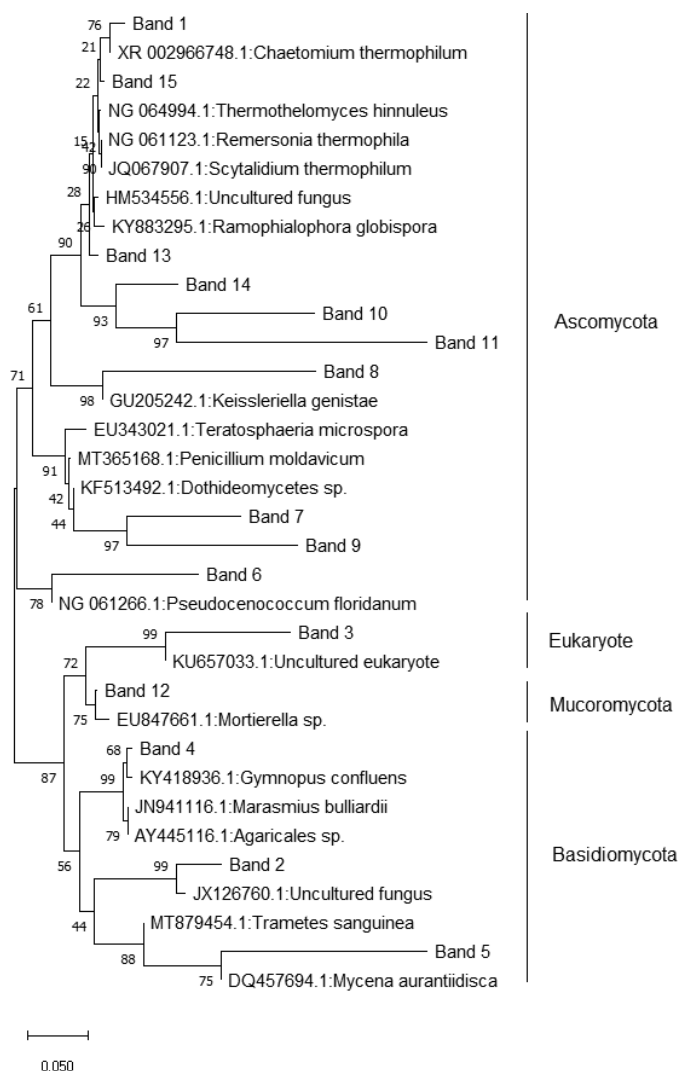 76
Band 1
21
XR 002966748.1:Chaetomium thermophilum
22
Band 15
NG 064994.1:Thermothelomyces hinnuleus
15
NG 061123.1:Remersonia thermophila
42
90
JQ067907.1:Scytalidium thermophilum
28
HM534556.1:Uncultured fungus
26
KY883295.1:Ramophialophora globispora
90
Band 13
Band 14
93
Band 10
97
Band 11
61
Ascomycota
71
Band 8
98
GU205242.1:Keissleriella genistae
EU343021.1:Teratosphaeria microspora
91
MT365168.1:Penicillium moldavicum
42
KF513492.1:Dothideomycetes sp.
44
Band 7
97
Band 9
Band 6
78
NG 061266.1:Pseudocenococcum floridanum
99
Band 3
Eukaryote
72
KU657033.1:Uncultured eukaryote
Band 12
75
EU847661.1:Mortierella sp.
Mucoromycota
87
68
Band 4
99
KY418936.1:Gymnopus confluens
JN941116.1:Marasmius bulliardii
79
AY445116.1:Agaricales sp.
Basidiomycota
56
99
Band 2
JX126760.1:Uncultured fungus
44
MT879454.1:Trametes sanguinea
88
Band 5
75
DQ457694.1:Mycena aurantiidisca
0.050